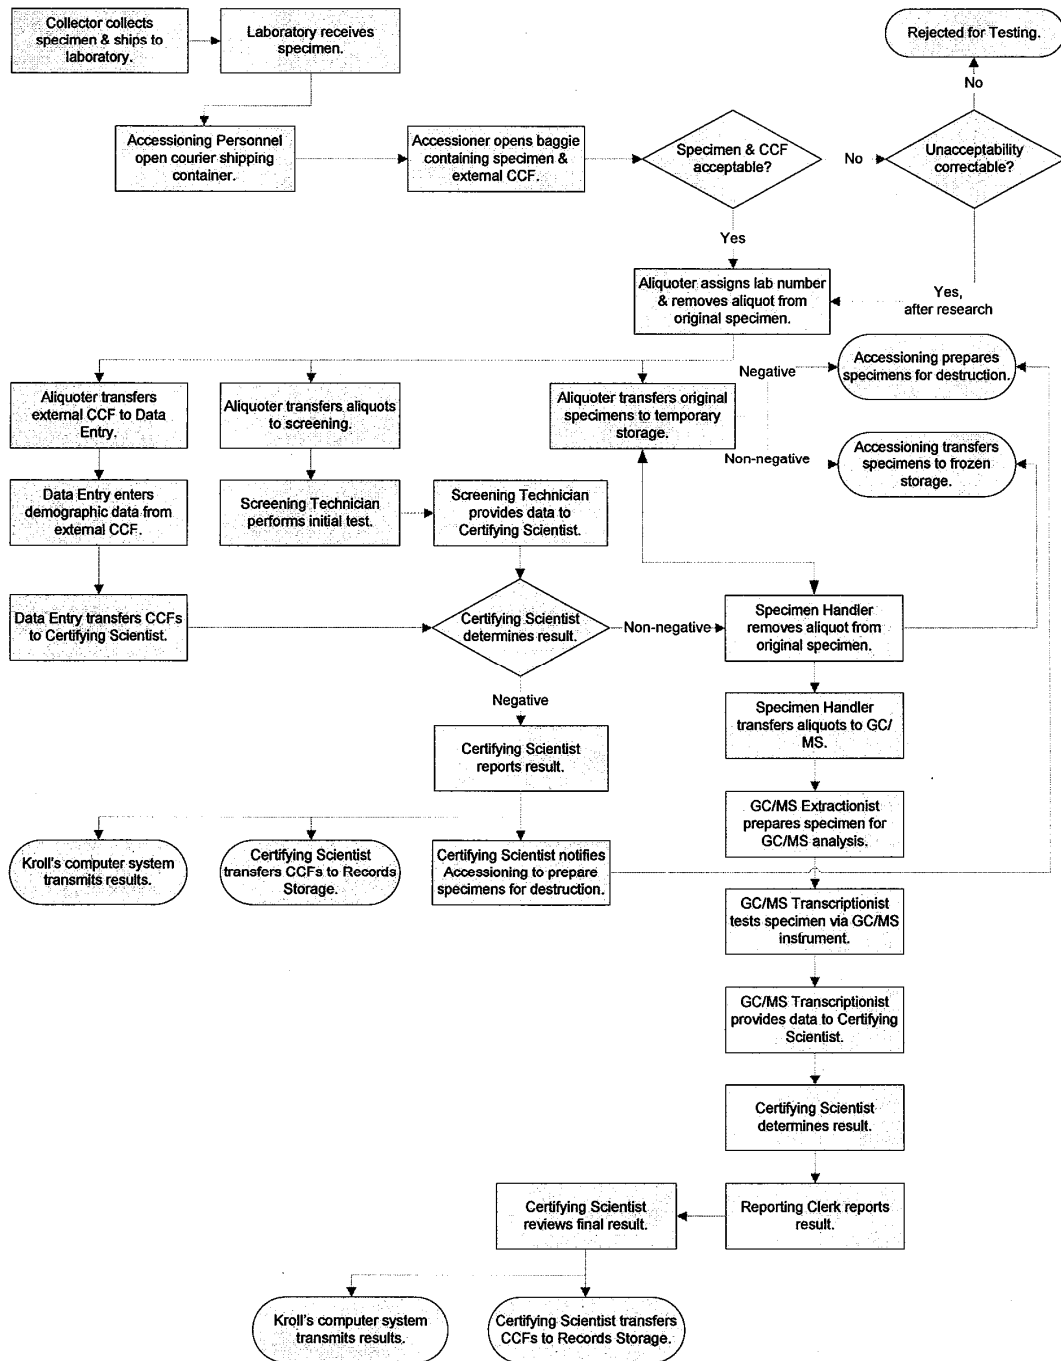 Collector collects
specimen & ships to
laboratory.
Laboratory receives
specimen.
Rejected for Testing.
No
Accessioning Personnel
open courier shipping
container.
Accessioner opens baggie
containing specimen &
external CCF.
Specimen & CCF
acceptable?
No
Unacceptability
correctable?
Yes
Yes,
after research
Aliquoter assigns lab number
& removes aliquot from
original specimen.
Negative
Accessioning prepares
specimens for destruction.
Aliquoter transfers
external CCF to Data
Entry.
Aliquoter transfers aliquots
to screening.
Aliquoter transfers original
specimens to temporary
storage.
Non-negative
Accessioning transfers
specimens to frozen
storage.
Data Entry enters
demographic data from
external CCF.
Screening Technician
performs initial test.
Screening Technician
provides data to
Certifying Scientist.
Data Entry transfers CCFs
to Certifying Scientist.
Certifying Scientist
determines result.
Non-negative
Specimen Handler
removes aliquot from
original specimen.
Negative
Specimen Handler
transfers aliquots to GC/
MS.
Certifying Scientist
reports result.
GC/MS Extractionist
prepares specimen for
GC/MS analysis.
Kroll's computer system
transmits results.
Certifying Scientist
transfers CCFs to Records
Storage.
Certifying Scientist notifies
Accessioning to prepare
specimens for destruction.
GC/MS Transcriptionist
tests specimen via GC/MS
instrument.
GC/MS Transcriptionist
provides data to Certifying
Scientist.
Certifying Scientist
determines result.
Certifying Scientist
reviews final result.
Reporting Clerk reports
result.
Kroll's computer system
transmits results.
Certifying Scientist transfers
CCFs to Records Storage.